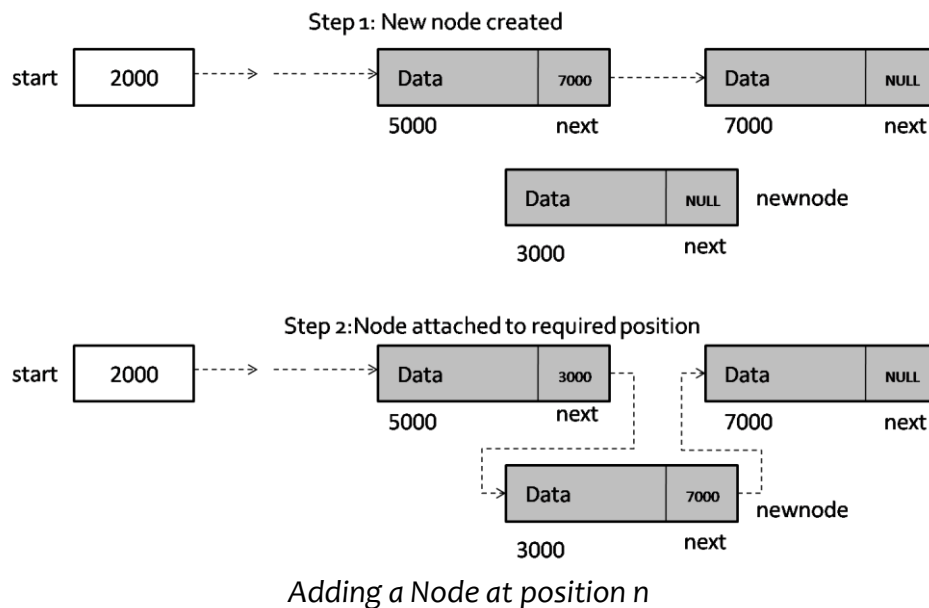 Step 1: New node created
start 2000 Data 7000 Data NULL
5000 next 7000 next
Data NULL newnode
3000 next
Step 2:Node attached to required position
start 2000 Data 3000 Data NULL
5000 next 7000 next
Data 7000 newnode
3000 next
Adding a Node at position n